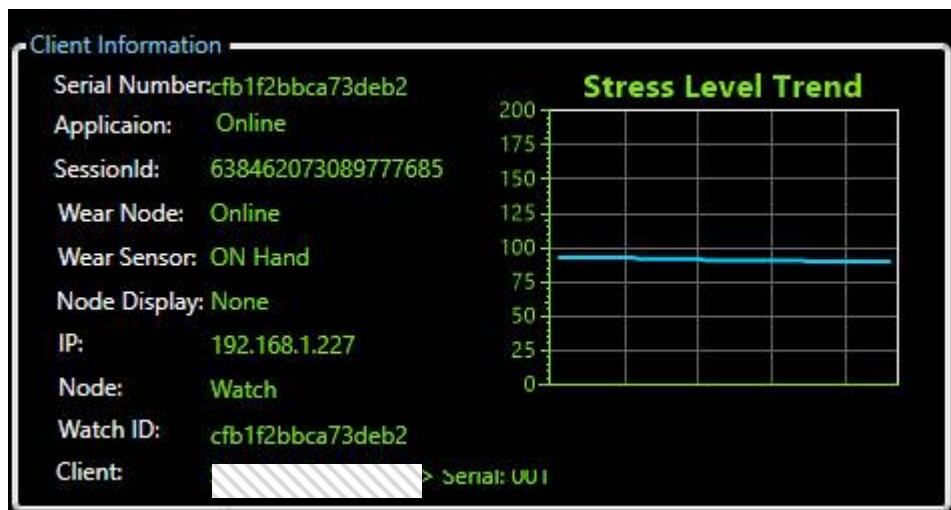 Client Information
Serial Number:cfb1f2bbca73deb2
Applicaion: Online
SessionId: 638462073089777685
Wear Node: Online
Wear Sensor: ON Hand
Node Display: None
IP: 192.168.1.227
Node: Watch
Watch ID: cfb1f2bbca73deb2
Client: > Serial: 001
Stress Level Trend
200
175
150
125
100
75
50
25
0